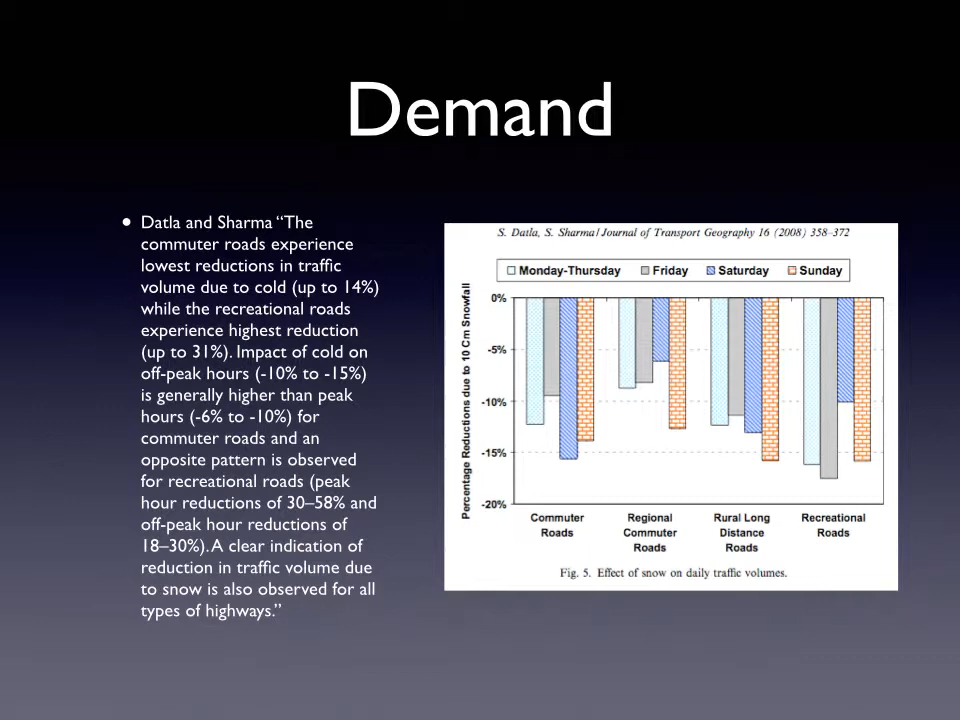 Demand
• Datla and Sharma “The
commuter roads experience
lowest reductions in traffic
volume due to cold (up to 14%)
while the recreational roads
experience highest reduction
(up to 31%). Impact of cold on
off-peak hours (-10% to -15%)
is generally higher than peak
hours (-6% to -10%) for
commuter roads and an
opposite pattern is observed
for recreational roads (peak
hour reductions of 30–58% and
off-peak hour reductions of
18–30%). A clear indication of
reduction in traffic volume due
to snow is also observed for all
types of highways.”
S. Datla, S. Sharma / Journal of Transport Geography 16 (2008) 358–372
Monday-Thursday Friday Saturday Sunday
Percentage Reductions due to 10 Cm Snowfall
0%
-5%
-10%
-15%
-20%
Commuter
Roads
Regional
Commuter
Roads
Rural Long
Distance
Roads
Recreational
Roads
Fig. 5. Effect of snow on daily traffic volumes.